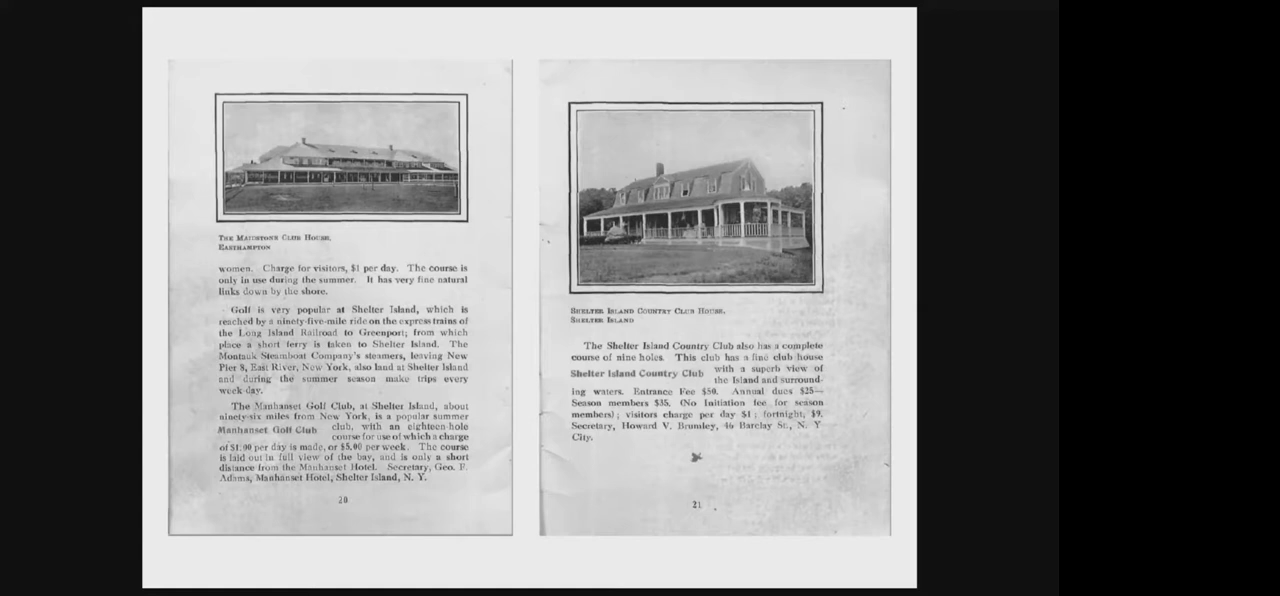 THE MAIDSTONE CLUB HOUSE,
EASTHAMPTON
women. Charge for visitors, $1 per day. The course is
only in use during the summer. It has very fine natural
links down by the shore.
Golf is very popular at Shelter Island, which is
reached by a ninety-five-mile ride on the express trains of
the Long Island Railroad to Greenport; from which
place a short ferry is taken to Shelter Island. The
Montauk Steamboat Company's steamers, leaving New
Pier 8, East River, New York, also land at Shelter Island
and during the summer season make trips every
week-day.
The Manhanset Golf Club, at Shelter Island, about
ninety-six miles from New York, is a popular summer
Manhanset Golf Club club, with an eighteen-hole
course for use of which a charge
of $1.00 per day is made, or $5.00 per week. The course
is laid out in full view of the bay, and is only a short
distance from the Manhanset Hotel. Secretary, Geo. F.
Adams, Manhanset Hotel, Shelter Island, N. Y.
20
SHELTER ISLAND COUNTRY CLUB HOUSE,
SHELTER ISLAND
The Shelter Island Country Club also has a complete
course of nine holes. This club has a fine club house
Shelter Island Country Club with a superb view of
the Island and surround-
ing waters. Entrance Fee $50. Annual dues $25—
Season members $35. (No Initiation fee for season
members); visitors charge per day $1; fortnight, $9.
Secretary, Howard V. Brumley, 46 Barclay St., N. Y
City.
21